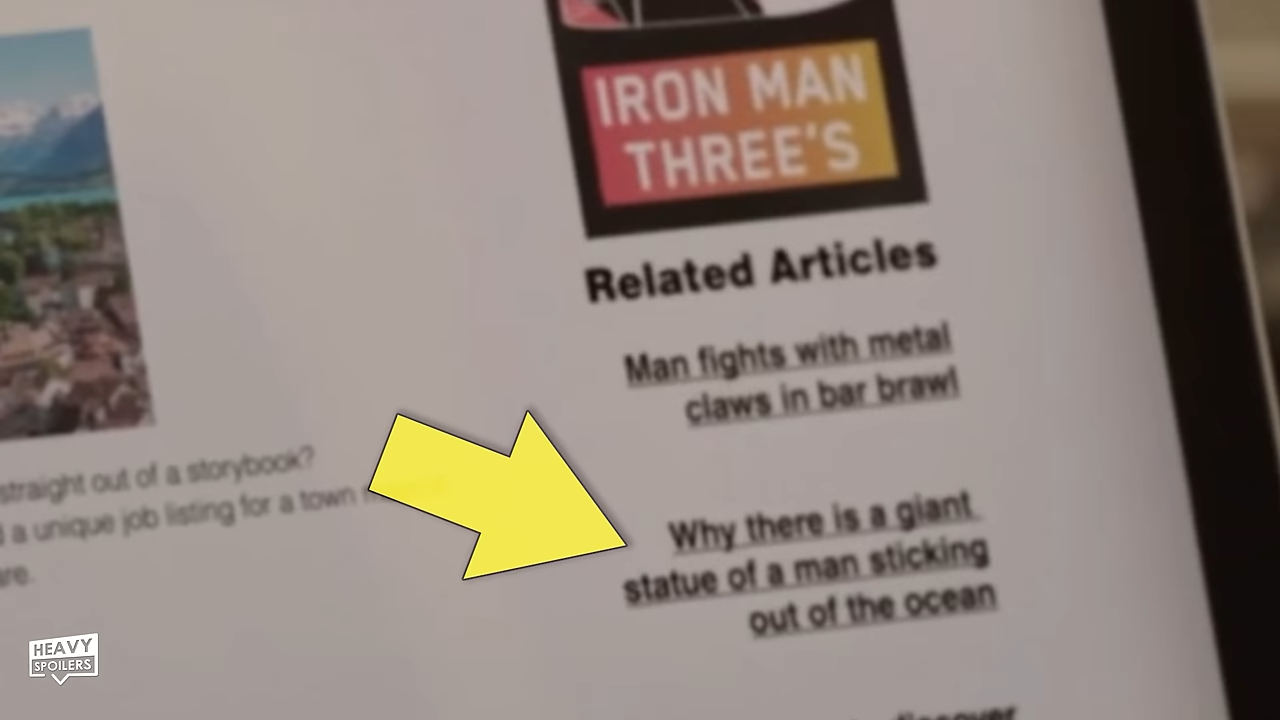 IRON MAN
THREE'S
Related Articles
Man fights with metal
claws in bar brawl
Why there is a giant
statue of a man sticking
out of the ocean
discover
straight out of a storybook?
a unique job listing for a town
HEAVY
SPOILERS